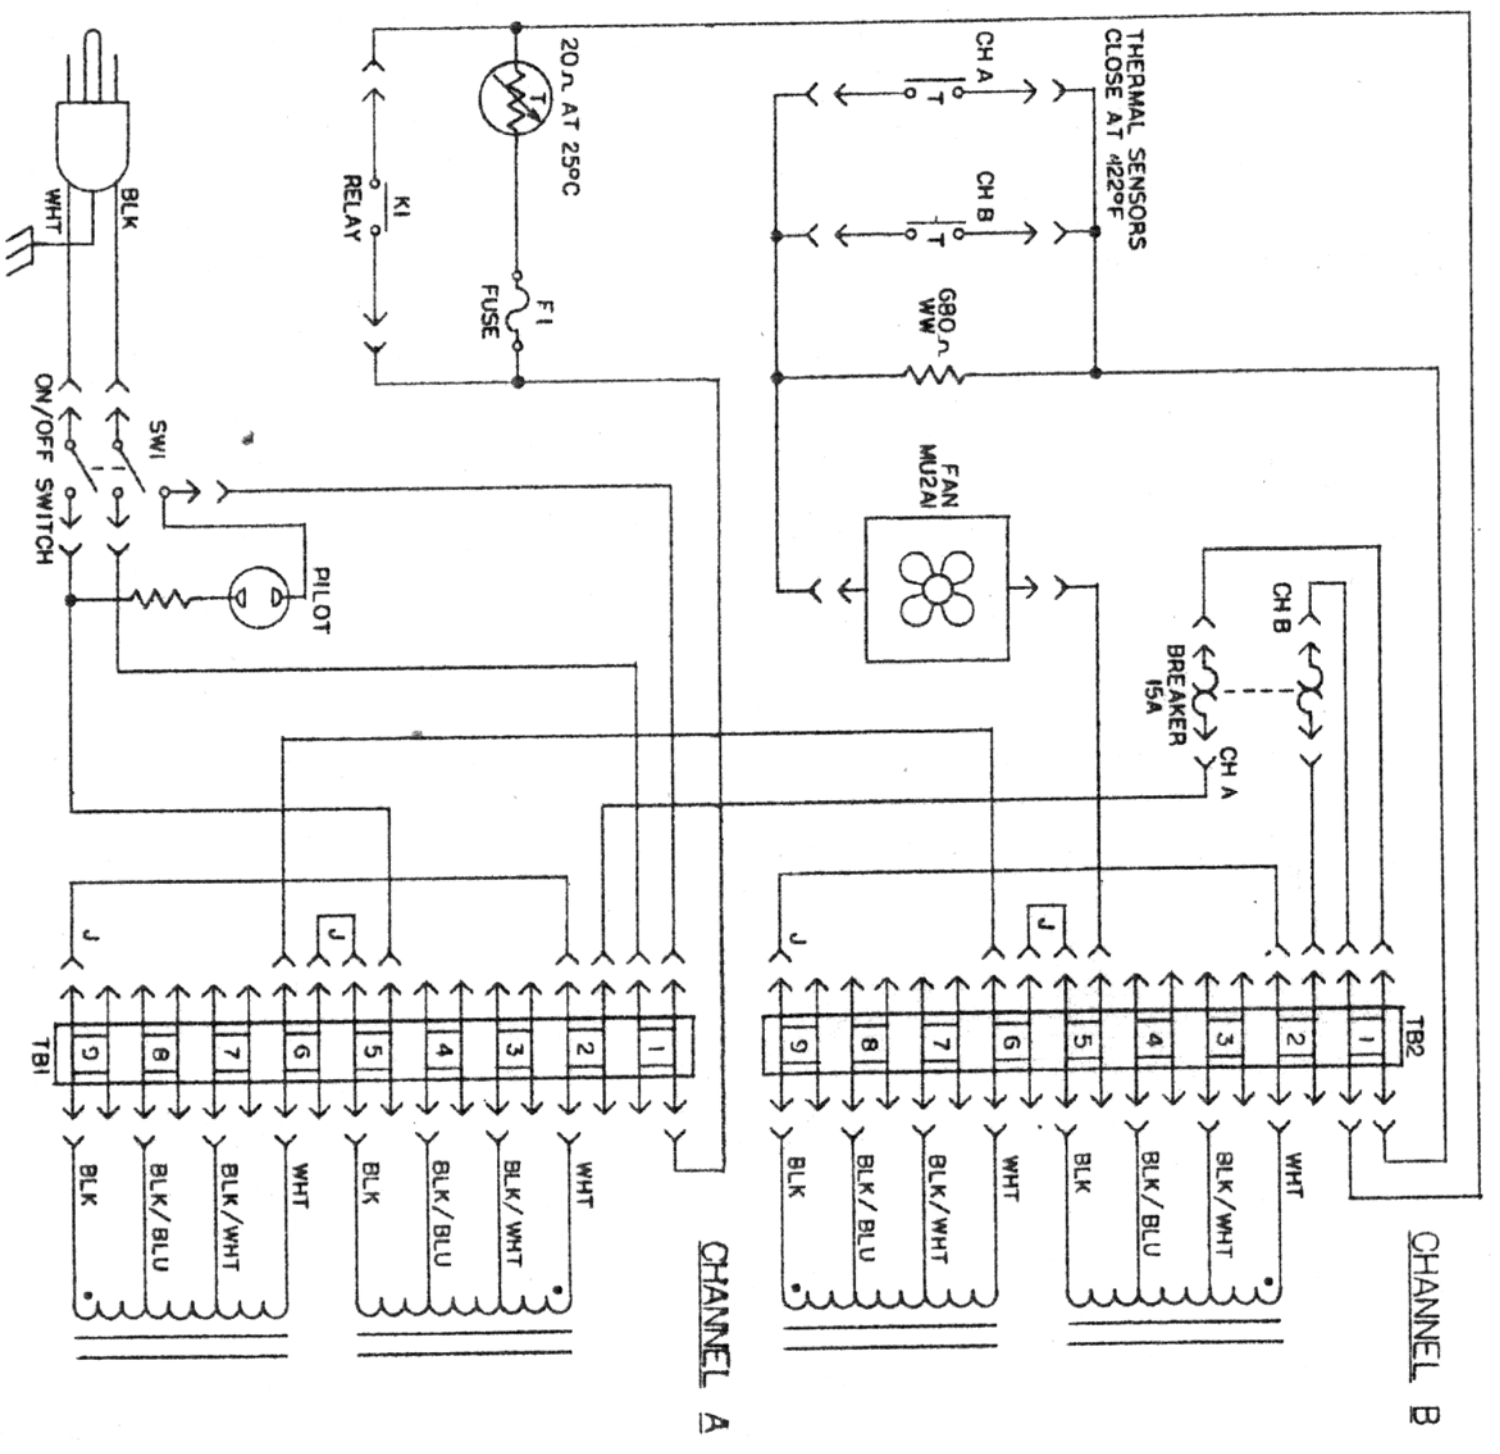 THERMAL SENSORS
CLOSE AT 122°F
CH A
T
CH B
T
20Ω AT 25°C
T
K1
RELAY
F1
FUSE
680Ω
WW
BLK
WHT
SW1
ON/OFF SWITCH
PILOT
FAN
MU2A1
CH B
BREAKER
15A
CH A
J
J
J
J
TB2
1
2
3
4
5
6
7
8
9
TB1
1
2
3
4
5
6
7
8
9
WHT
BLK/WHT
BLK/BLU
BLK
WHT
BLK/WHT
BLK/BLU
BLK
WHT
BLK/WHT
BLK/BLU
BLK
WHT
BLK/WHT
BLK/BLU
BLK
CHANNEL B
CHANNEL A